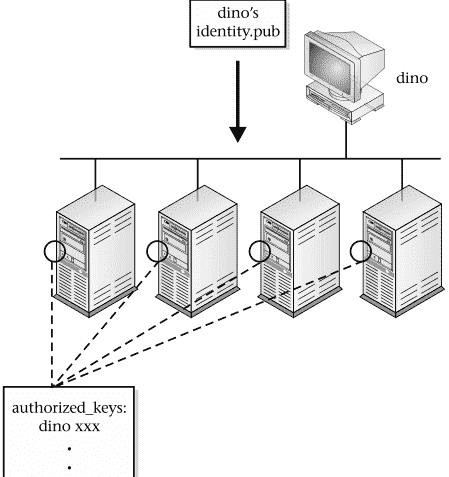 dino's
identity.pub
dino
authorized_keys:
dino xxx
.
.